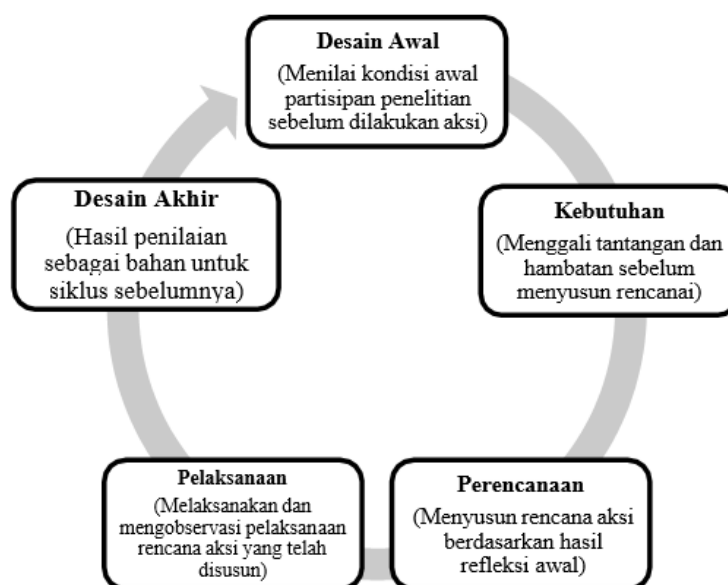 Desain Awal
(Menilai kondisi awal
partisipan penelitian
sebelum dilakukan aksi)
Kebutuhan
(Menggali tantangan dan
hambatan sebelum
menyusun rencanai)
Perencanaan
(Menyusun rencana aksi
berdasarkan hasil
refleksi awal)
Pelaksanaan
(Melaksanakan dan
mengobservasi pelaksanaan
rencana aksi yang telah
disusun)
Desain Akhir
(Hasil penilaian
sebagai bahan untuk
siklus sebelumnya)